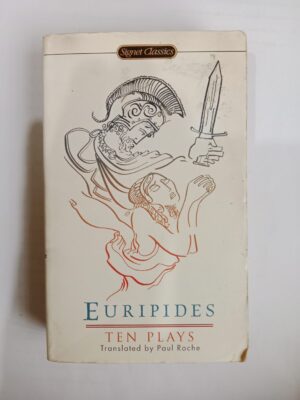 Signet Classics
EURIPIDES
TEN PLAYS
Translated by Paul Roche